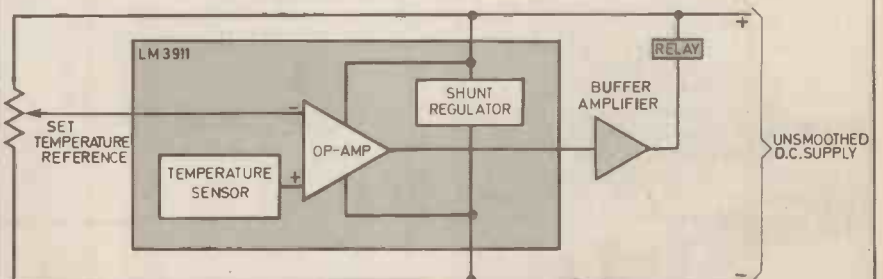 LM 3911
SET
TEMPERATURE
REFERENCE
TEMPERATURE
SENSOR
-
+
OP-AMP
SHUNT
REGULATOR
BUFFER
AMPLIFIER
RELAY
+
UNSMOOTHED
D.C. SUPPLY
-